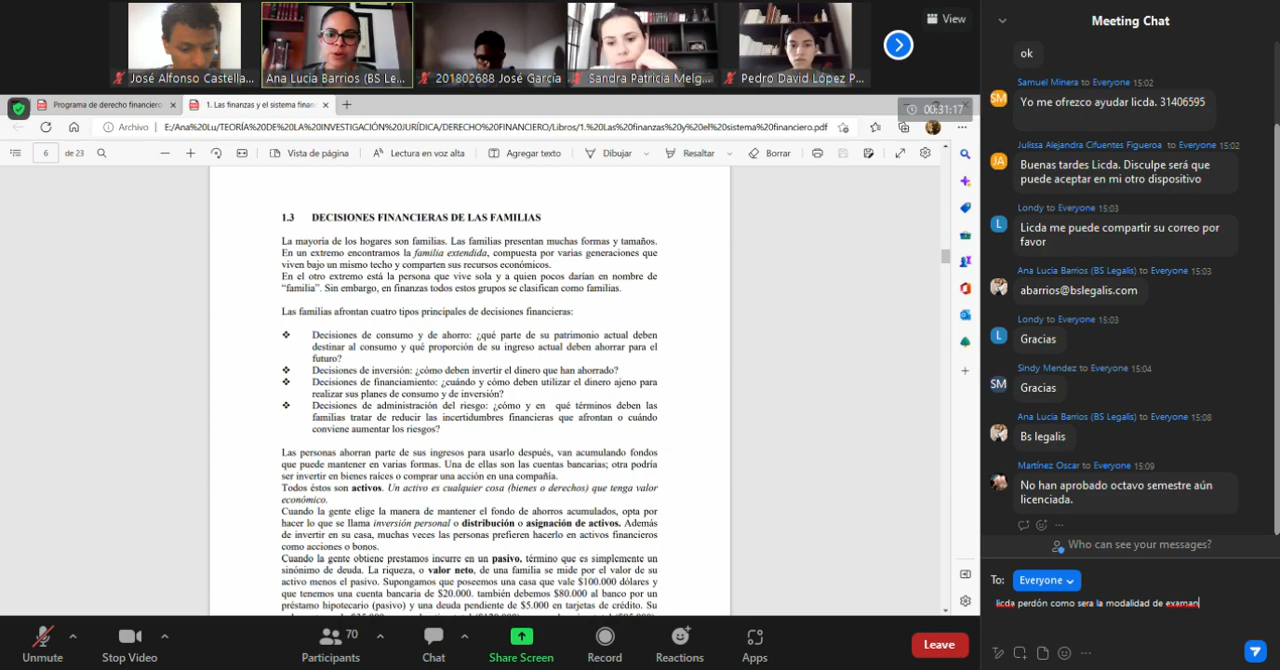 José Alfonso Castella...
Ana Lucía Barrios (BS Le...
201802688 José García
Sandra Patricia Melg...
Pedro David López P...
View
Programa de derecho financiero
1. Las finanzas y el sistema finan
00:31:17
Archivo
E:/Ana%20Lu/TEORÍA%20DE%20LA%20INVESTIGACIÓN%20JURÍDICA/DERECHO%20FINANCIERO/Libros/1.%20Las%20finanzas%20y%20el%20sistema%20financiero.pdf
6 de 23
Vista de página
Lectura en voz alta
Agregar texto
Dibujar
Resaltar
Borrar
1.3 DECISIONES FINANCIERAS DE LAS FAMILIAS
La mayoría de los hogares son familias. Las familias presentan muchas formas y tamaños.
En un extremo encontramos la familia extendida, compuesta por varias generaciones que
viven bajo un mismo techo y comparten sus recursos económicos.
En el otro extremo está la persona que vive sola y a quien pocos darían en nombre de
“familia”. Sin embargo, en finanzas todos estos grupos se clasifican como familias.
Las familias afrontan cuatro tipos principales de decisiones financieras:
❖ Decisiones de consumo y de ahorro: ¿qué parte de su patrimonio actual deben
destinar al consumo y qué proporción de su ingreso actual deben ahorrar para el
futuro?
❖ Decisiones de inversión: ¿cómo deben invertir el dinero que han ahorrado?
❖ Decisiones de financiamiento: ¿cuándo y cómo deben utilizar el dinero ajeno para
realizar sus planes de consumo y de inversión?
❖ Decisiones de administración del riesgo: ¿cómo y en qué términos deben las
familias tratar de reducir las incertidumbres financieras que afrontan o cuándo
conviene aumentar los riesgos?
Las personas ahorran parte de sus ingresos para usarlo después, van acumulando fondos
que puede mantener en varias formas. Una de ellas son las cuentas bancarias; otra podría
ser invertir en bienes raíces o comprar una acción en una compañía.
Todos éstos son activos. Un activo es cualquier cosa (bienes o derechos) que tenga valor
económico.
Cuando la gente elige la manera de mantener el fondo de ahorros acumulados, opta por
hacer lo que se llama inversión personal o distribución o asignación de activos. Además
de invertir en su casa, muchas veces las personas prefieren hacerlo en activos financieros
como acciones o bonos.
Cuando la gente obtiene prestamos incurre en un pasivo, término que es simplemente un
sinónimo de deuda. La riqueza, o valor neto, de una familia se mide por el valor de su
activo menos el pasivo. Supongamos que poseemos una casa que vale $100.000 dólares y
que tenemos una cuenta bancaria de $20.000. también debemos $80.000 al banco por un
préstamo hipotecario (pasivo) y una deuda pendiente de $5.000 en tarjetas de crédito. Su
Unmute
Stop Video
70
Participants
Chat
Share Screen
Record
Reactions
Apps
Leave
Meeting Chat
ok
Samuel Minera to Everyone 15:02
SM
Yo me ofrezco ayudar licda. 31406595
Julissa Alejandra Cifuentes Figueroa to Everyone 15:02
JA
Buenas tardes Licda. Disculpe será que
puede aceptar en mi otro dispositivo
Londy to Everyone 15:03
L
Licda me puede compartir su correo por
favor
Ana Lucia Barrios (BS Legalis) to Everyone 15:03
abarrios@bslegalis.com
Londy to Everyone 15:03
L
Gracias
Sindy Mendez to Everyone 15:04
SM
Gracias
Ana Lucia Barrios (BS Legalis) to Everyone 15:08
Bs legalis
Martínez Oscar to Everyone 15:09
No han aprobado octavo semestre aún
licenciada.
Who can see your messages?
To: Everyone
licda perdón como sera la modalidad de examan